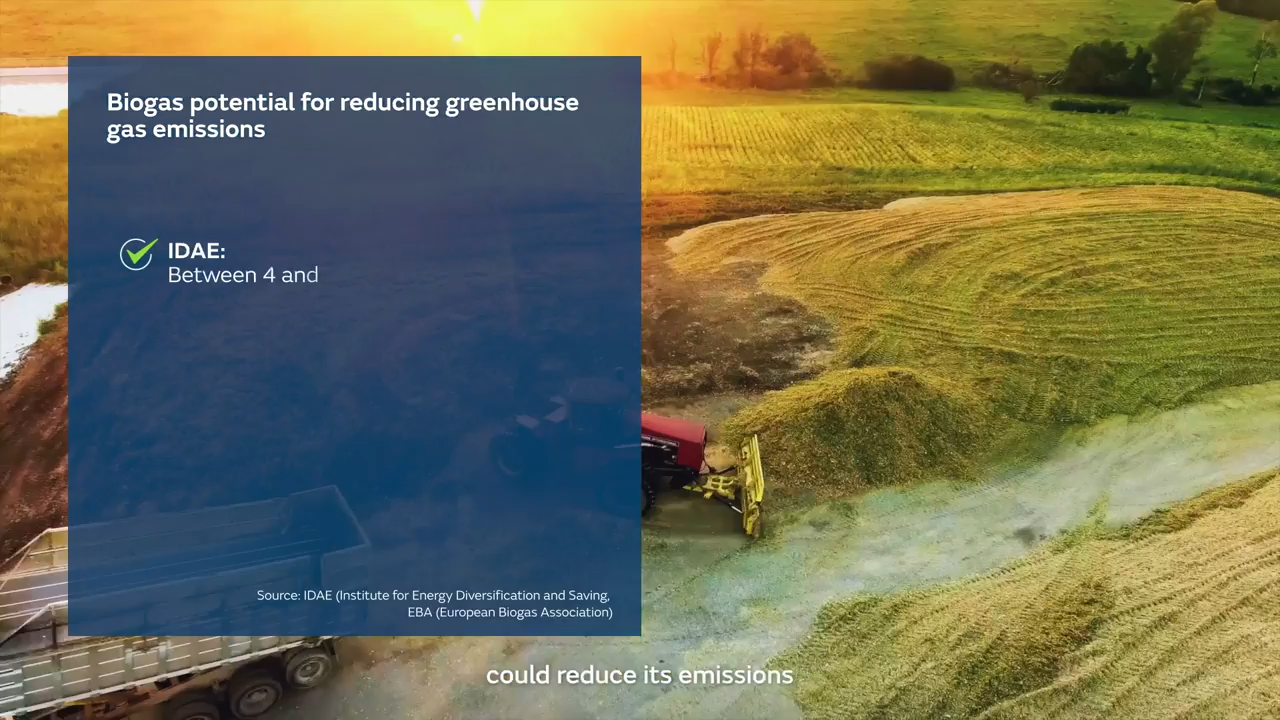 Biogas potential for reducing greenhouse
gas emissions
IDAE:
Between 4 and
Source: IDAE (Institute for Energy Diversification and Saving,
EBA (European Biogas Association)
could reduce its emissions